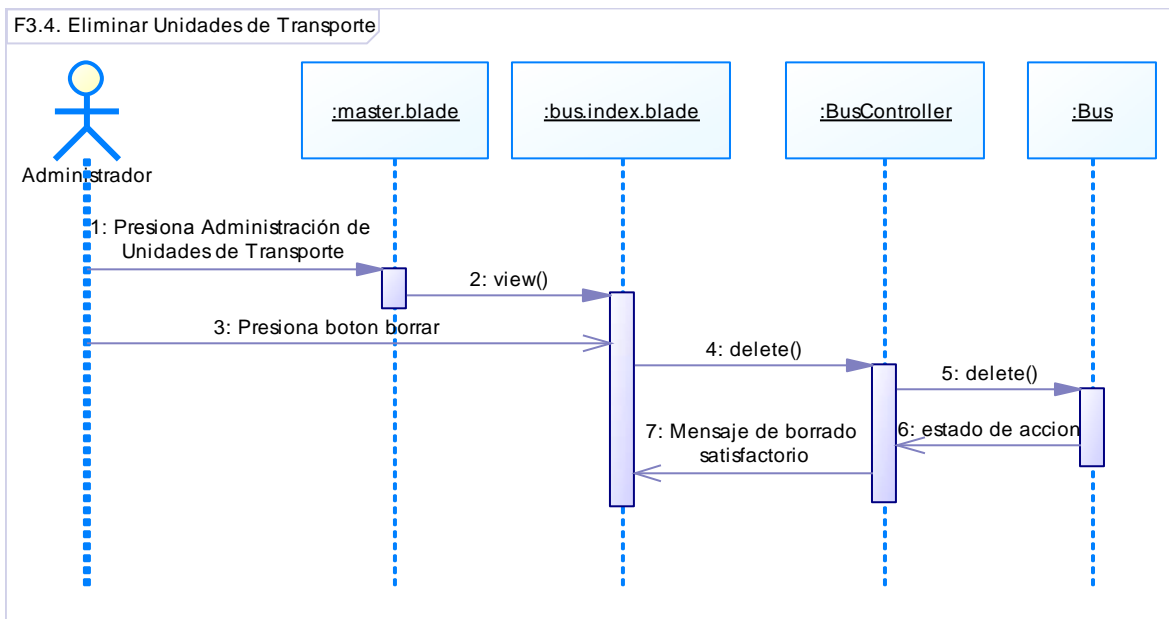 F3.4. Eliminar Unidades de Transporte
:master.blade
:bus.index.blade
:BusController
:Bus
Administrador
1: Presiona Administración de
Unidades de Transporte
2: view()
3: Presiona boton borrar
4: delete()
5: delete()
6: estado de accion
7: Mensaje de borrado
satisfactorio